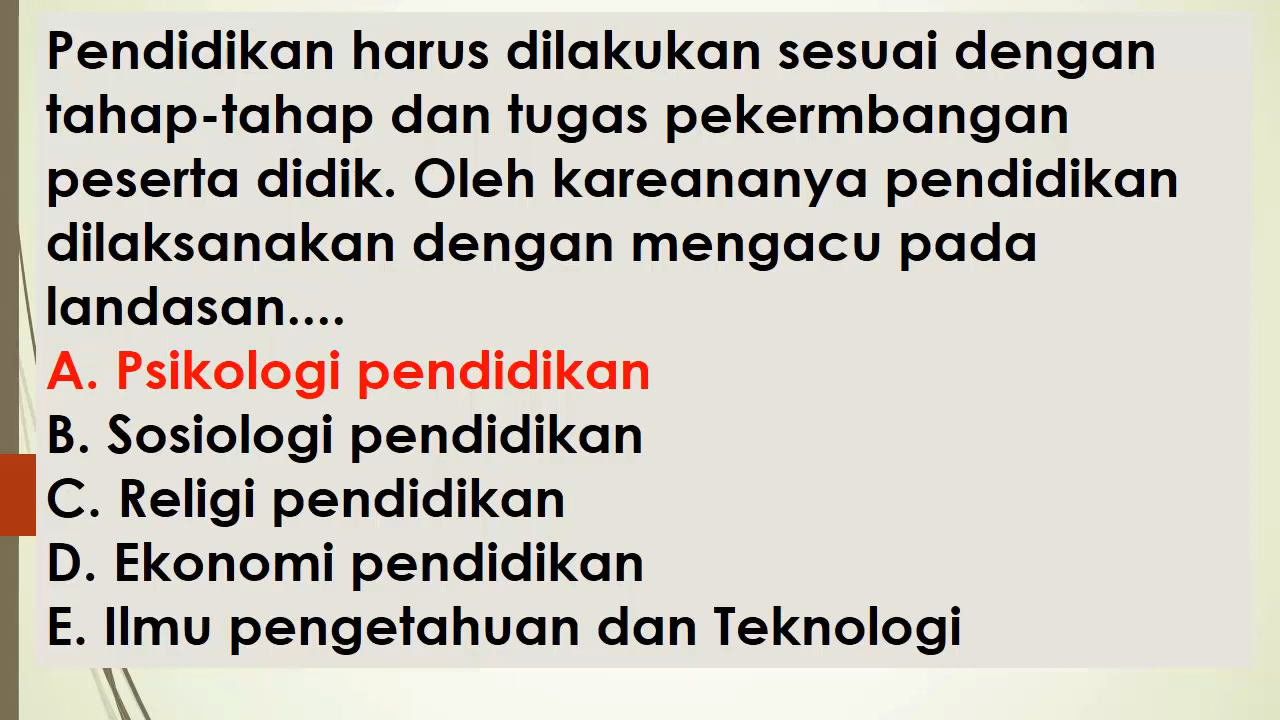 Pendidikan harus dilakukan sesuai dengan
tahap-tahap dan tugas pekermbangan
peserta didik. Oleh kareananya pendidikan
dilaksanakan dengan mengacu pada
landasan....
A. Psikologi pendidikan
B. Sosiologi pendidikan
C. Religi pendidikan
D. Ekonomi pendidikan
E. Ilmu pengetahuan dan Teknologi